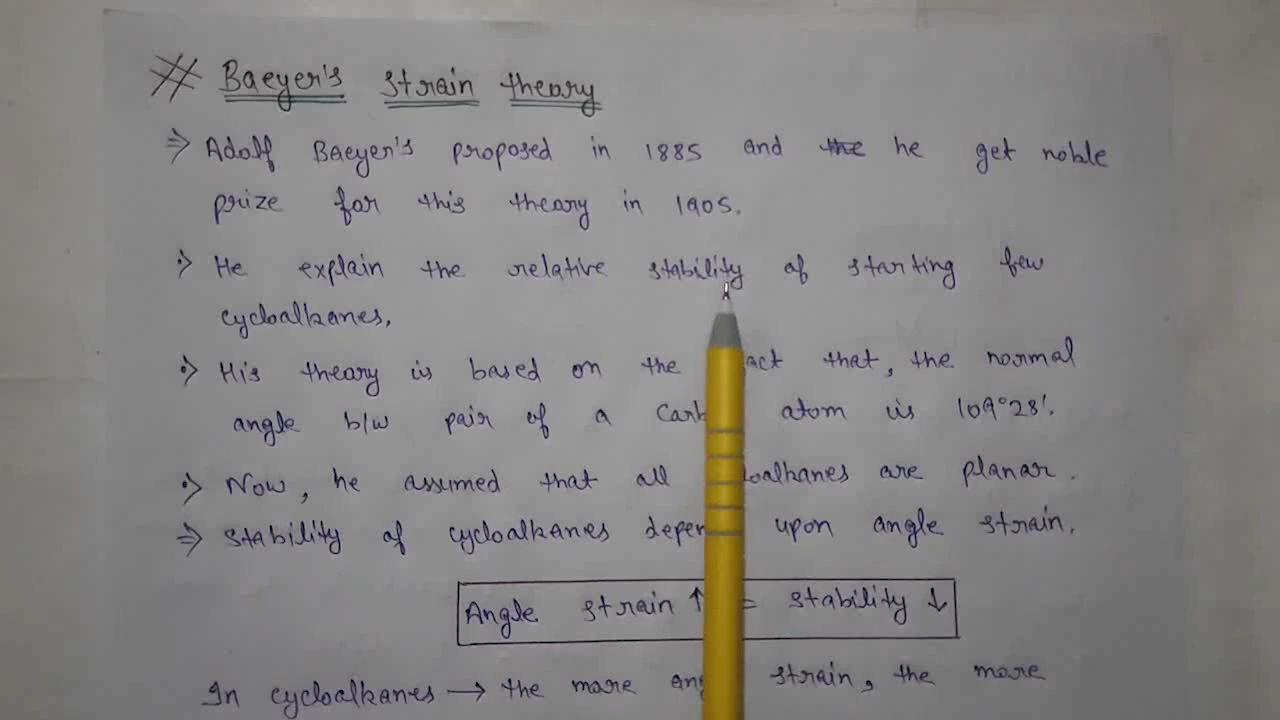 # Baeyer's strain theory
⇒ Adolf Baeyer's proposed in 1885 and the he get noble
prize for this theory in 1905.
⇒ He explain the relative stability of starting few
cycloalkanes.
⇒ His theory is based on the act that, the normal
angle b/w pair of a Carb atom is 109°28'.
⇒ Now, he assumed that all loalkanes are planar.
⇒ Stability of cycloalkanes depen upon angle strain.
Angle strain ↑ = stability ↓
In cycloalkanes → the more ang strain, the more